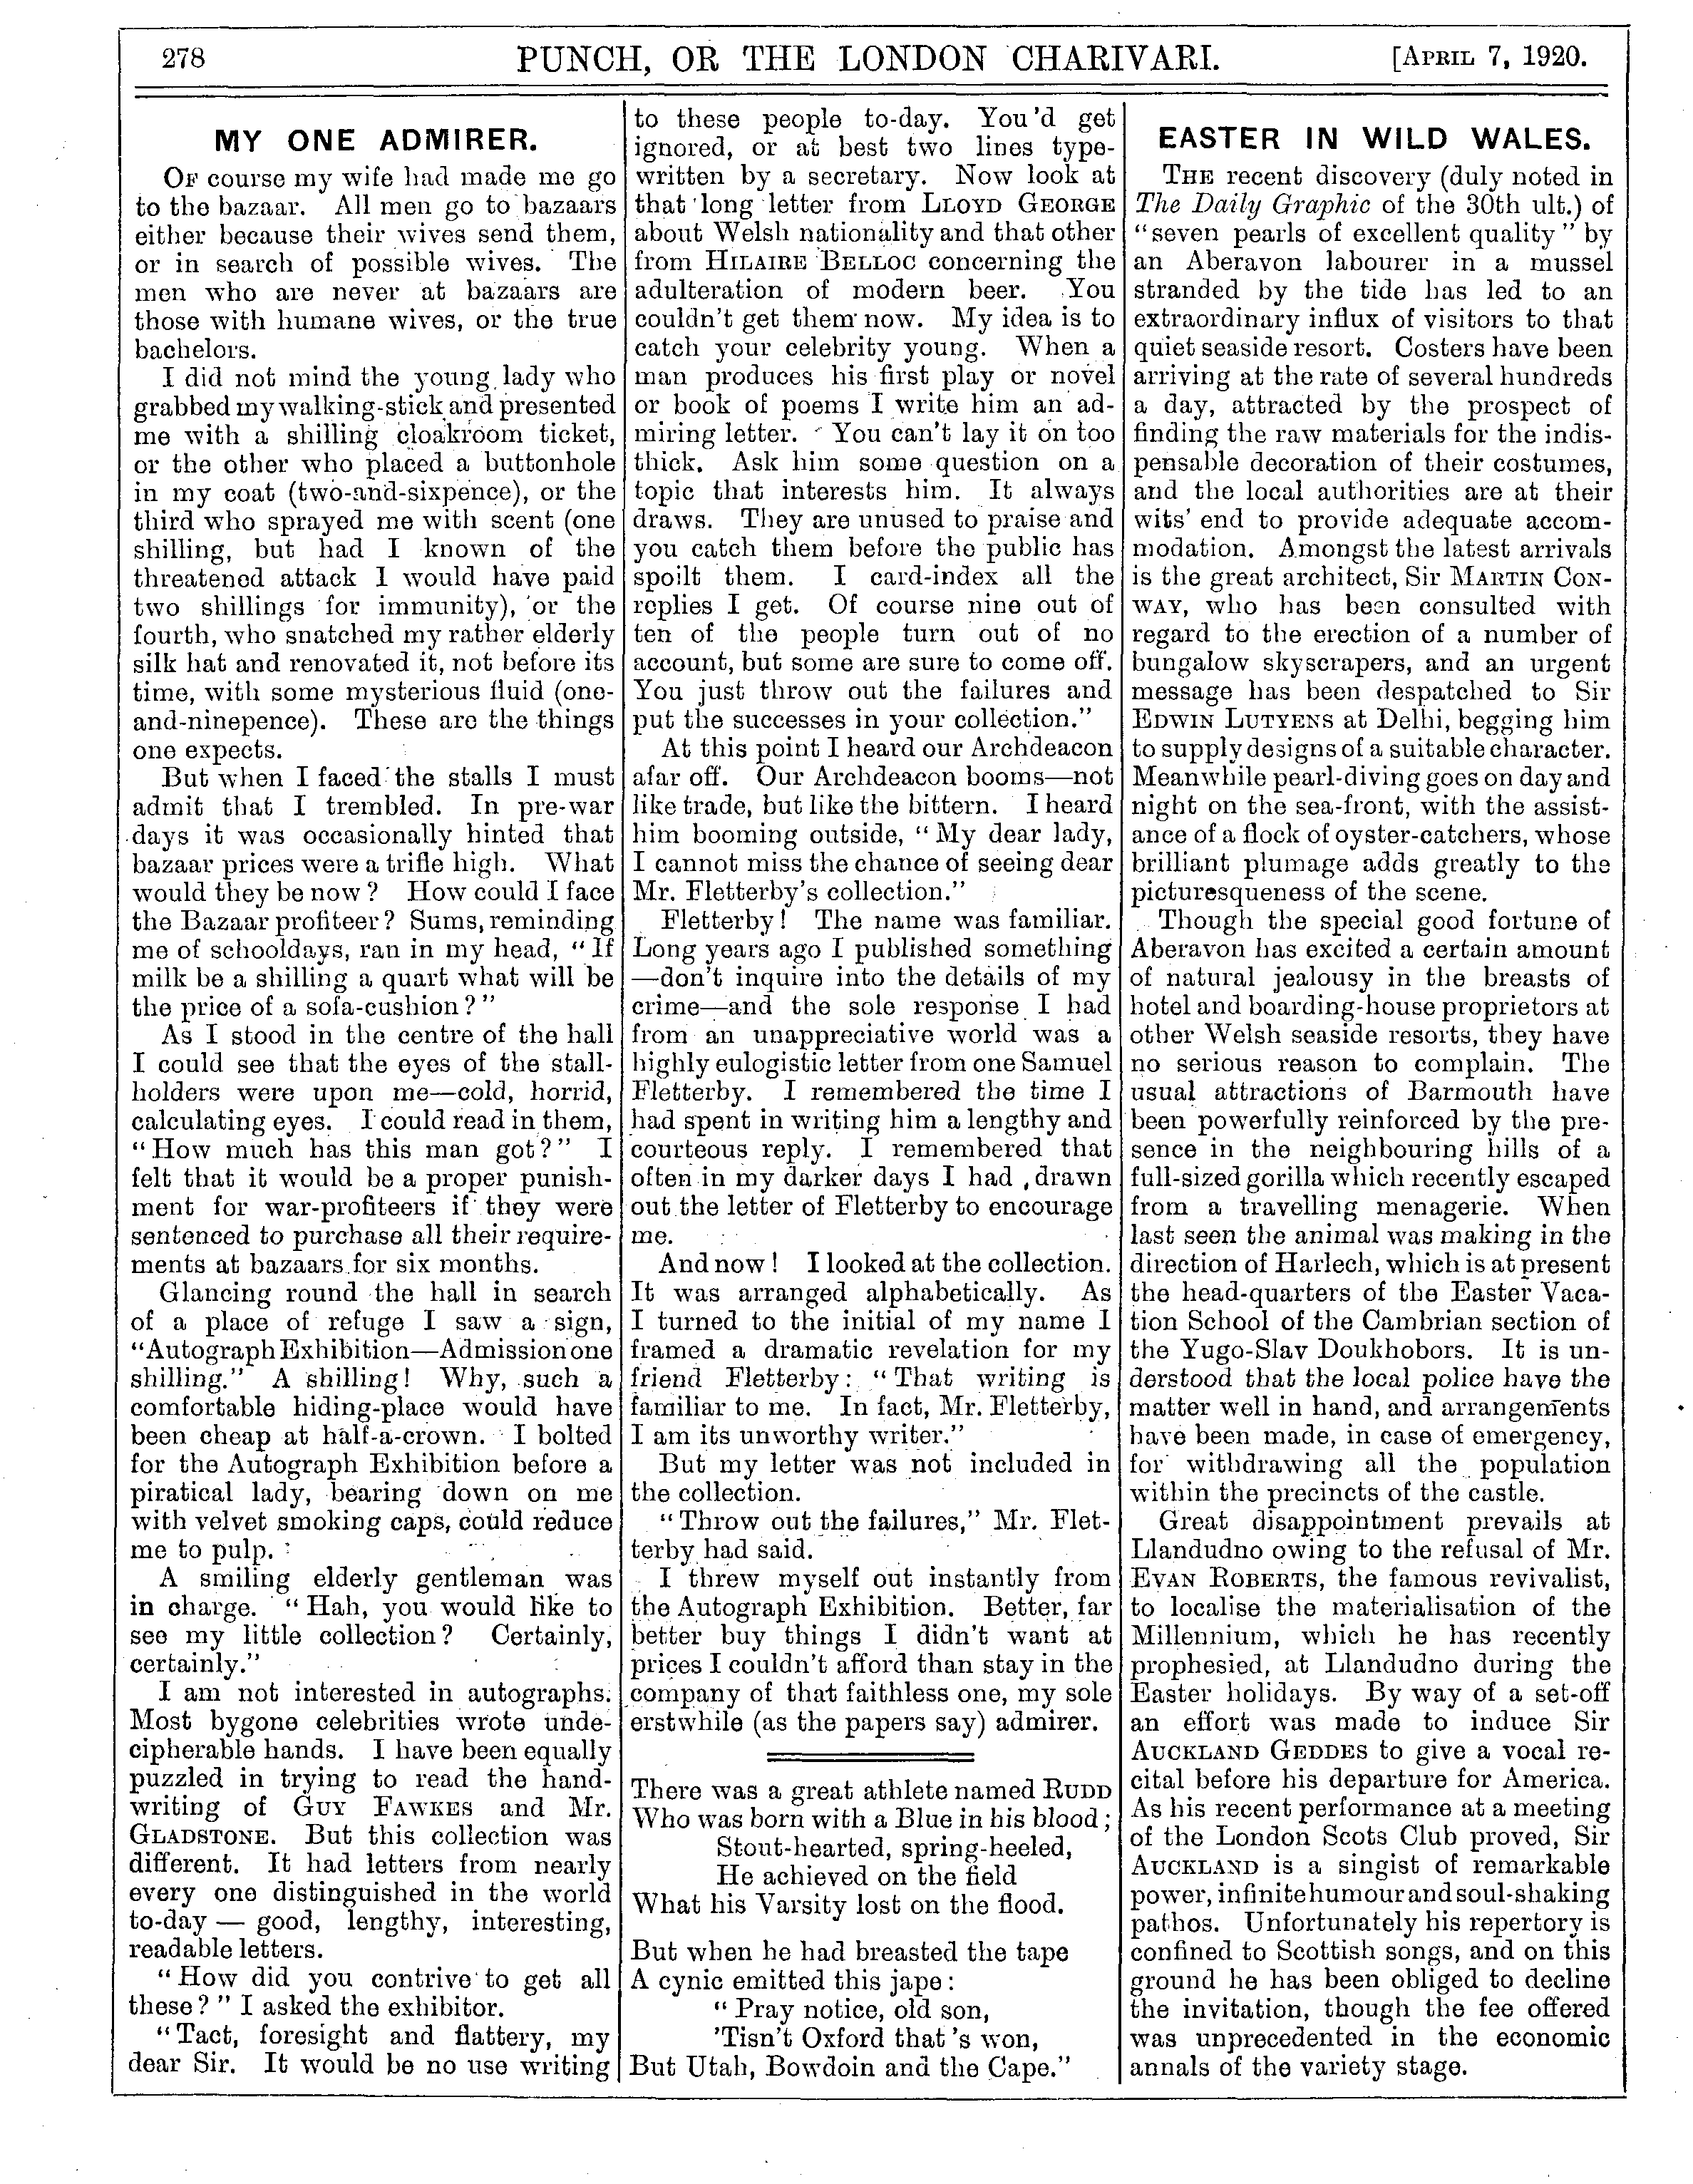 278
PUNCH, OR THE LONDON CHARIVARI.
[APRIL 7, 1920.
MY ONE ADMIRER.
OF course my wife had made me go
to the bazaar. All men go to bazaars
either because their wives send them,
or in search of possible wives. The
men who are never at bazaars are
those with humane wives, or the true
bachelors.
I did not mind the young lady who
grabbed my walking-stick and presented
me with a shilling cloakroom ticket,
or the other who placed a buttonhole
in my coat (two-and-sixpence), or the
third who sprayed me with scent (one
shilling, but had I known of the
threatened attack I would have paid
two shillings for immunity), or the
fourth, who snatched my rather elderly
silk hat and renovated it, not before its
time, with some mysterious fluid (one-
and-ninepence). These are the things
one expects.
But when I faced the stalls I must
admit that I trembled. In pre-war
days it was occasionally hinted that
bazaar prices were a trifle high. What
would they be now? How could I face
the Bazaar profiteer? Sums, reminding
me of schooldays, ran in my head, "If
milk be a shilling a quart what will be
the price of a sofa-cushion?"
As I stood in the centre of the hall
I could see that the eyes of the stall-
holders were upon me—cold, horrid,
calculating eyes. I could read in them,
"How much has this man got?" I
felt that it would be a proper punish-
ment for war-profiteers if they were
sentenced to purchase all their require-
ments at bazaars for six months.
Glancing round the hall in search
of a place of refuge I saw a sign,
"Autograph Exhibition—Admission one
shilling." A shilling! Why, such a
comfortable hiding-place would have
been cheap at half-a-crown. I bolted
for the Autograph Exhibition before a
piratical lady, bearing down on me
with velvet smoking caps, could reduce
me to pulp.
A smiling elderly gentleman was
in charge. "Hah, you would like to
see my little collection? Certainly,
certainly."
I am not interested in autographs.
Most bygone celebrities wrote unde-
cipherable hands. I have been equally
puzzled in trying to read the hand-
writing of GUY FAWKES and Mr.
GLADSTONE. But this collection was
different. It had letters from nearly
every one distinguished in the world
to-day — good, lengthy, interesting,
readable letters.
"How did you contrive to get all
these?" I asked the exhibitor.
"Tact, foresight and flattery, my
dear Sir. It would be no use writing
to these people to-day. You'd get
ignored, or at best two lines type-
written by a secretary. Now look at
that long letter from LLOYD GEORGE
about Welsh nationality and that other
from HILAIRE BELLOC concerning the
adulteration of modern beer. You
couldn't get them now. My idea is to
catch your celebrity young. When a
man produces his first play or novel
or book of poems I write him an ad-
miring letter. You can't lay it on too
thick. Ask him some question on a
topic that interests him. It always
draws. They are unused to praise and
you catch them before the public has
spoilt them. I card-index all the
replies I get. Of course nine out of
ten of the people turn out of no
account, but some are sure to come off.
You just throw out the failures and
put the successes in your collection."
At this point I heard our Archdeacon
afar off. Our Archdeacon booms—not
like trade, but like the bittern. I heard
him booming outside, "My dear lady,
I cannot miss the chance of seeing dear
Mr. Fletterby's collection."
Fletterby! The name was familiar.
Long years ago I published something
—don't inquire into the details of my
crime—and the sole response I had
from an unappreciative world was a
highly eulogistic letter from one Samuel
Fletterby. I remembered the time I
had spent in writing him a lengthy and
courteous reply. I remembered that
often in my darker days I had drawn
out the letter of Fletterby to encourage
me.
And now! I looked at the collection.
It was arranged alphabetically. As
I turned to the initial of my name I
framed a dramatic revelation for my
friend Fletterby: "That writing is
familiar to me. In fact, Mr. Fletterby,
I am its unworthy writer."
But my letter was not included in
the collection.
"Throw out the failures," Mr. Flet-
terby had said.
I threw myself out instantly from
the Autograph Exhibition. Better, far
better buy things I didn't want at
prices I couldn't afford than stay in the
company of that faithless one, my sole
erstwhile (as the papers say) admirer.
There was a great athlete named RUDD
Who was born with a Blue in his blood;
Stout-hearted, spring-heeled,
He achieved on the field
What his Varsity lost on the flood.
But when he had breasted the tape
A cynic emitted this jape:
"Pray notice, old son,
'Tisn't Oxford that's won,
But Utah, Bowdoin and the Cape."
EASTER IN WILD WALES.
THE recent discovery (duly noted in
The Daily Graphic of the 30th ult.) of
"seven pearls of excellent quality" by
an Aberavon labourer in a mussel
stranded by the tide has led to an
extraordinary influx of visitors to that
quiet seaside resort. Costers have been
arriving at the rate of several hundreds
a day, attracted by the prospect of
finding the raw materials for the indis-
pensable decoration of their costumes,
and the local authorities are at their
wits' end to provide adequate accom-
modation. Amongst the latest arrivals
is the great architect, Sir MARTIN CON-
WAY, who has been consulted with
regard to the erection of a number of
bungalow skyscrapers, and an urgent
message has been despatched to Sir
EDWIN LUTYENS at Delhi, begging him
to supply designs of a suitable character.
Meanwhile pearl-diving goes on day and
night on the sea-front, with the assist-
ance of a flock of oyster-catchers, whose
brilliant plumage adds greatly to the
picturesqueness of the scene.
Though the special good fortune of
Aberavon has excited a certain amount
of natural jealousy in the breasts of
hotel and boarding-house proprietors at
other Welsh seaside resorts, they have
no serious reason to complain. The
usual attractions of Barmouth have
been powerfully reinforced by the pre-
sence in the neighbouring hills of a
full-sized gorilla which recently escaped
from a travelling menagerie. When
last seen the animal was making in the
direction of Harlech, which is at present
the head-quarters of the Easter Vaca-
tion School of the Cambrian section of
the Yugo-Slav Doukhobors. It is un-
derstood that the local police have the
matter well in hand, and arrangements
have been made, in case of emergency,
for withdrawing all the population
within the precincts of the castle.
Great disappointment prevails at
Llandudno owing to the refusal of Mr.
EVAN ROBERTS, the famous revivalist,
to localise the materialisation of the
Millennium, which he has recently
prophesied, at Llandudno during the
Easter holidays. By way of a set-off
an effort was made to induce Sir
AUCKLAND GEDDES to give a vocal re-
cital before his departure for America.
As his recent performance at a meeting
of the London Scots Club proved, Sir
AUCKLAND is a singist of remarkable
power, infinite humour and soul-shaking
pathos. Unfortunately his repertory is
confined to Scottish songs, and on this
ground he has been obliged to decline
the invitation, though the fee offered
was unprecedented in the economic
annals of the variety stage.